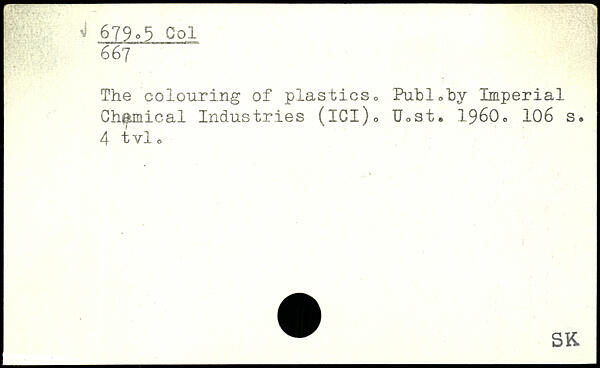 √ 679.5 Col
667
The colouring of plastics. Publ.by Imperial
Chemical Industries (ICI). U.st. 1960. 106 s.
4 tvl.
SK